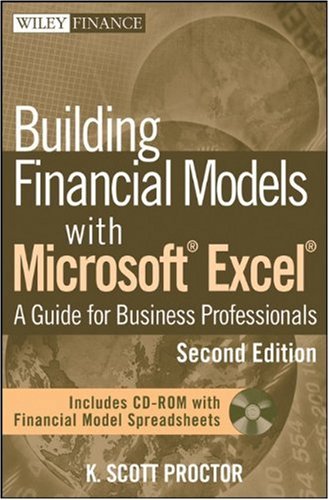 WILEY FINANCE
Building
Financial Models
with
Microsoft® Excel®
A Guide for Business Professionals
Second Edition
Includes CD-ROM with
Financial Model Spreadsheets
K. SCOTT PROCTOR